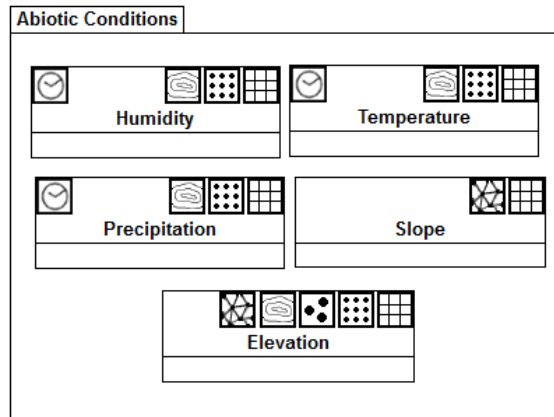 Abiotic Conditions
Humidity
Temperature
Precipitation
Slope
Elevation